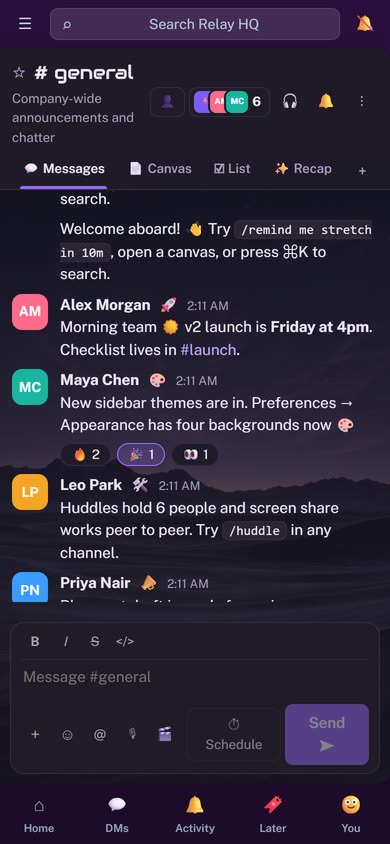 Search Relay HQ
# general
Company-wide
announcements and
chatter
AM
MC
6
Messages
Canvas
List
Recap
+
search.
Welcome aboard! 👋 Try /remind me stretch
in 10m, open a canvas, or press ⌘K to
search.
AM
Alex Morgan 🚀 2:11 AM
Morning team 🌼 v2 launch is Friday at 4pm.
Checklist lives in #launch.
MC
Maya Chen 🎨 2:11 AM
New sidebar themes are in. Preferences →
Appearance has four backgrounds now 🎨
🔥 2
🎉 1
👀 1
LP
Leo Park 🛠 2:11 AM
Huddles hold 6 people and screen share
works peer to peer. Try /huddle in any
channel.
PN
Priya Nair 📣 2:11 AM
B I S </>
Message #general
+ @
Schedule
Send
Home
DMs
Activity
Later
You